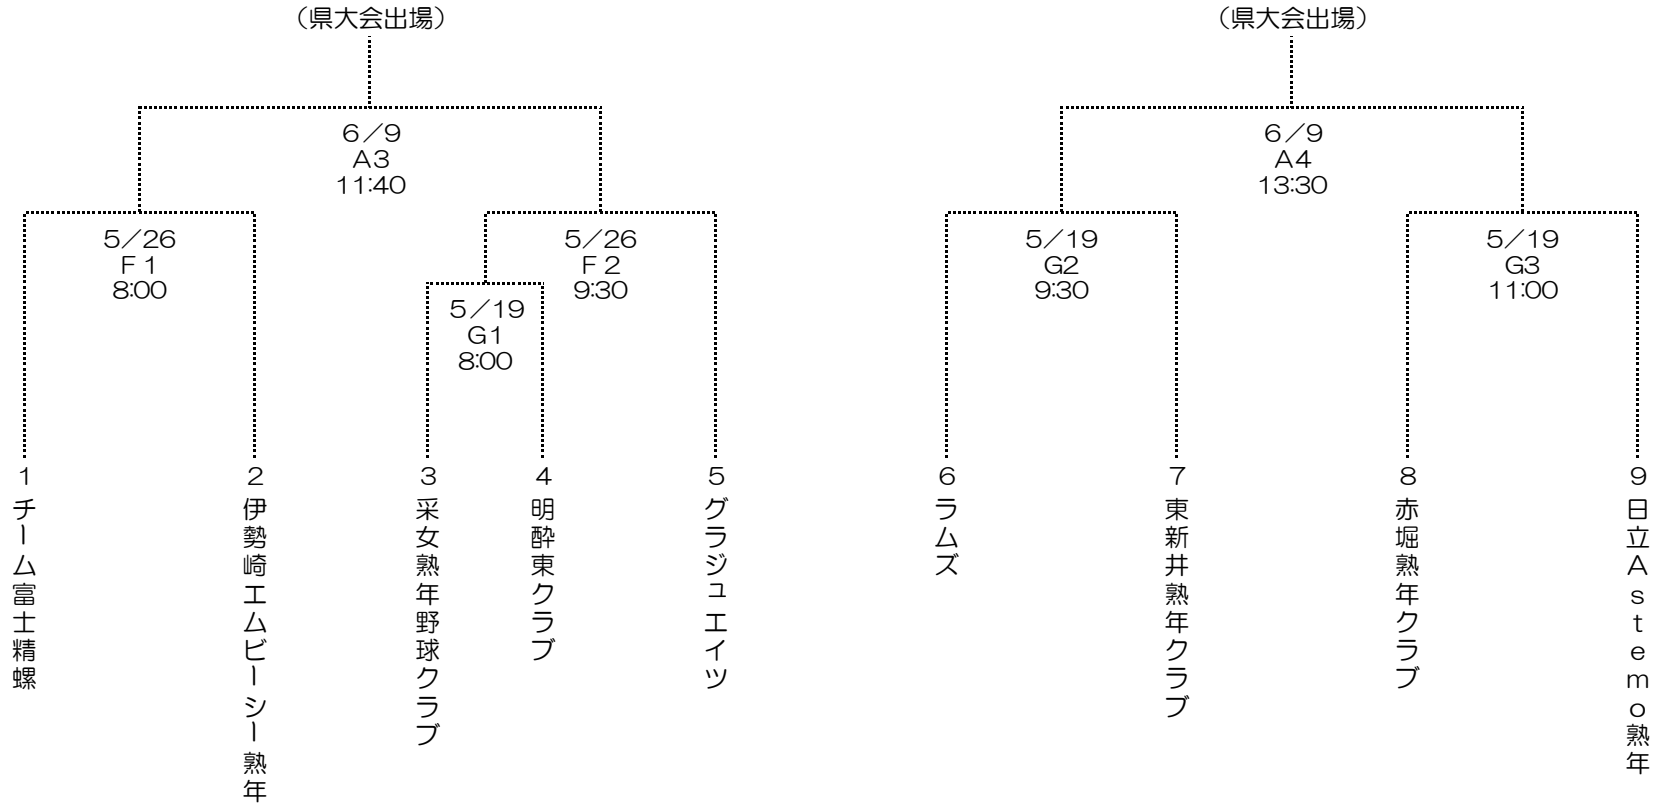 （県大会出場）
（県大会出場）
6／9
A3
11:40
6／9
A4
13:30
5／26
F 1
8:00
5／26
F 2
9:30
5／19
G2
9:30
5／19
G3
11:00
5／19
G1
8:00
1 チーム富士精螺
2 伊勢崎エムビーシー熟年
3 采女熟年野球クラブ
4 明酔東クラブ
5 グラジュエイツ
6 ラムズ
7 東新井熟年クラブ
8 赤堀熟年クラブ
9 日立Astemo熟年